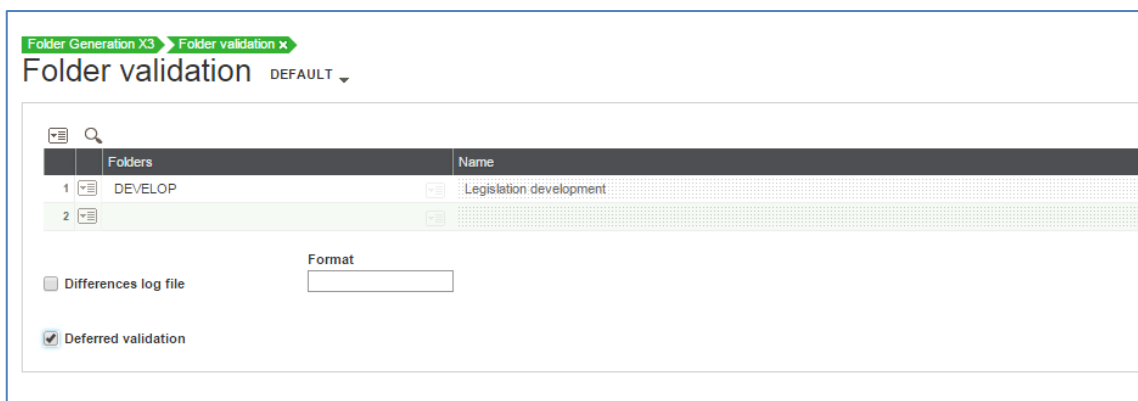 Folder Generation X3 Folder validation x
Folder validation DEFAULT
Folders Name
1 DEVELOP Legislation development
2
Format
Differences log file
Deferred validation